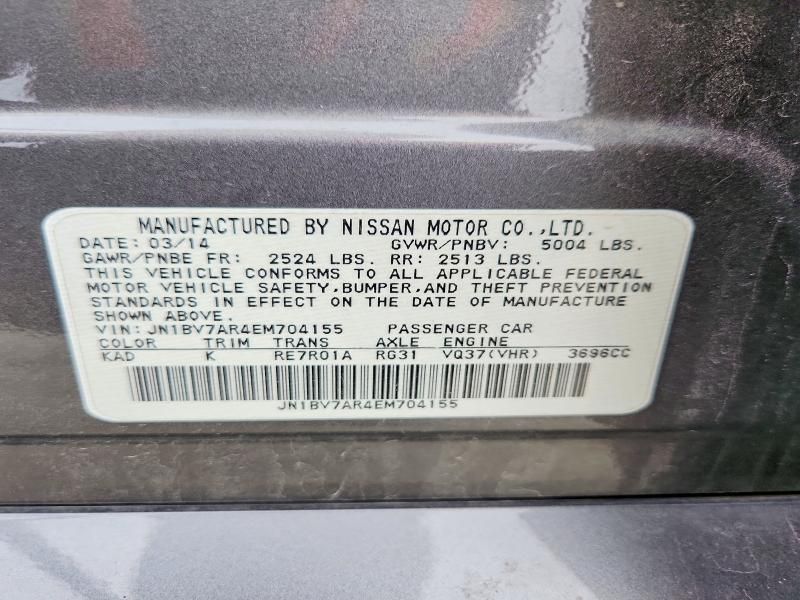 MANUFACTURED BY NISSAN MOTOR CO.,LTD.
DATE: 03/14 GVWR/PNBV: 5004 LBS.
GAWR/PNBE FR: 2524 LBS. RR: 2513 LBS.
THIS VEHICLE CONFORMS TO ALL APPLICABLE FEDERAL
MOTOR VEHICLE SAFETY,BUMPER,AND THEFT PREVENTION
STANDARDS IN EFFECT ON THE DATE OF MANUFACTURE
SHOWN ABOVE.
VIN: JN1BV7AR4EM704155 PASSENGER CAR
COLOR TRIM TRANS AXLE ENGINE
KAD K RE7R01A RG31 VQ37(VHR) 3696CC
JN1BV7AR4EM704155